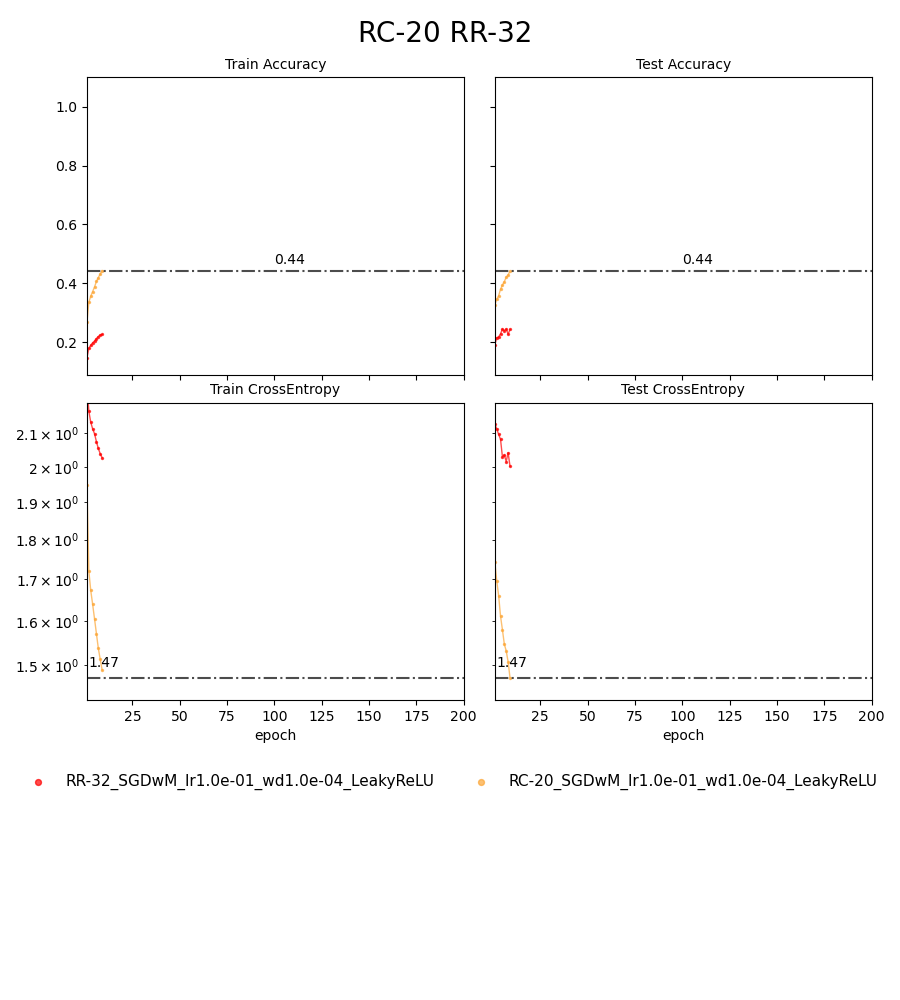 RC-20 RR-32
Train Accuracy
Test Accuracy
1.0
0.8
0.6
0.4
0.2
0.44
0.44
Train CrossEntropy
Test CrossEntropy
2.1 × 10⁰
2 × 10⁰
1.9 × 10⁰
1.8 × 10⁰
1.7 × 10⁰
1.6 × 10⁰
1.5 × 10⁰
1.47
1.47
25 50 75 100 125 150 175 200
25 50 75 100 125 150 175 200
epoch
epoch
RR-32_SGDwM_lr1.0e-01_wd1.0e-04_LeakyReLU
RC-20_SGDwM_lr1.0e-01_wd1.0e-04_LeakyReLU